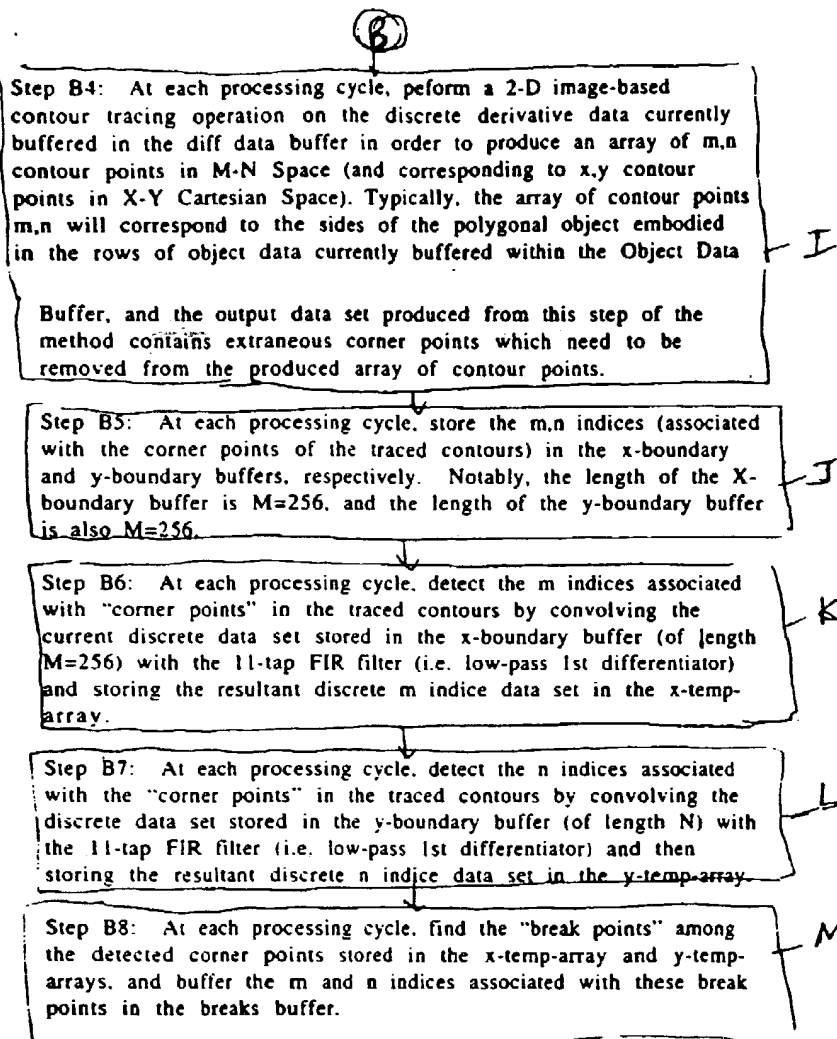 B
Step B4: At each processing cycle, peform a 2-D image-based
contour tracing operation on the discrete derivative data currently
buffered in the diff data buffer in order to produce an array of m,n
contour points in M-N Space (and corresponding to x,y contour
points in X-Y Cartesian Space). Typically, the array of contour points
m,n will correspond to the sides of the polygonal object embodied
in the rows of object data currently buffered within the Object Data
I
Buffer, and the output data set produced from this step of the
method contains extraneous corner points which need to be
removed from the produced array of contour points.
Step B5: At each processing cycle, store the m,n indices (associated
with the corner points of the traced contours) in the x-boundary
and y-boundary buffers, respectively. Notably, the length of the X-
boundary buffer is M=256, and the length of the y-boundary buffer
is also M=256.
J
Step B6: At each processing cycle, detect the m indices associated
with "corner points" in the traced contours by convolving the
current discrete data set stored in the x-boundary buffer (of length
M=256) with the 11-tap FIR filter (i.e. low-pass 1st differentiator)
and storing the resultant discrete m indice data set in the x-temp-
array.
K
Step B7: At each processing cycle, detect the n indices associated
with the "corner points" in the traced contours by convolving the
discrete data set stored in the y-boundary buffer (of length N) with
the 11-tap FIR filter (i.e. low-pass 1st differentiator) and then
storing the resultant discrete n indice data set in the y-temp-array.
L
Step B8: At each processing cycle, find the "break points" among
the detected corner points stored in the x-temp-array and y-temp-
arrays, and buffer the m and n indices associated with these break
points in the breaks buffer.
M